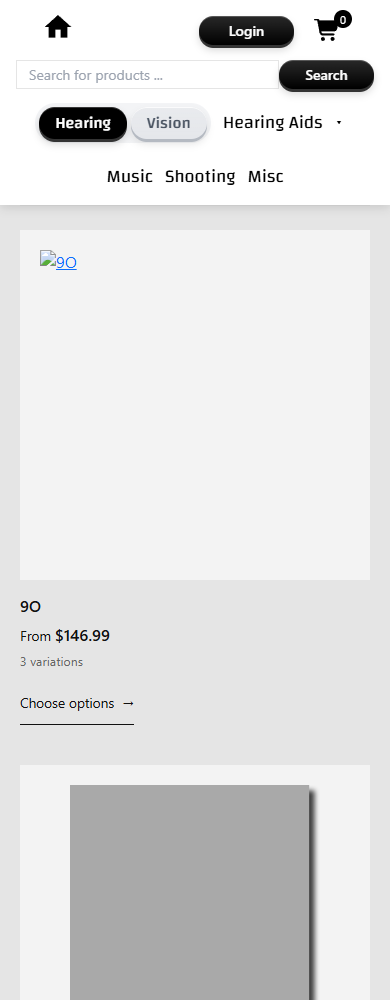 Login
0
Search for products ...
Search
Hearing
Vision
Hearing Aids
Music Shooting Misc
9O
9O
From $146.99
3 variations
Choose options →